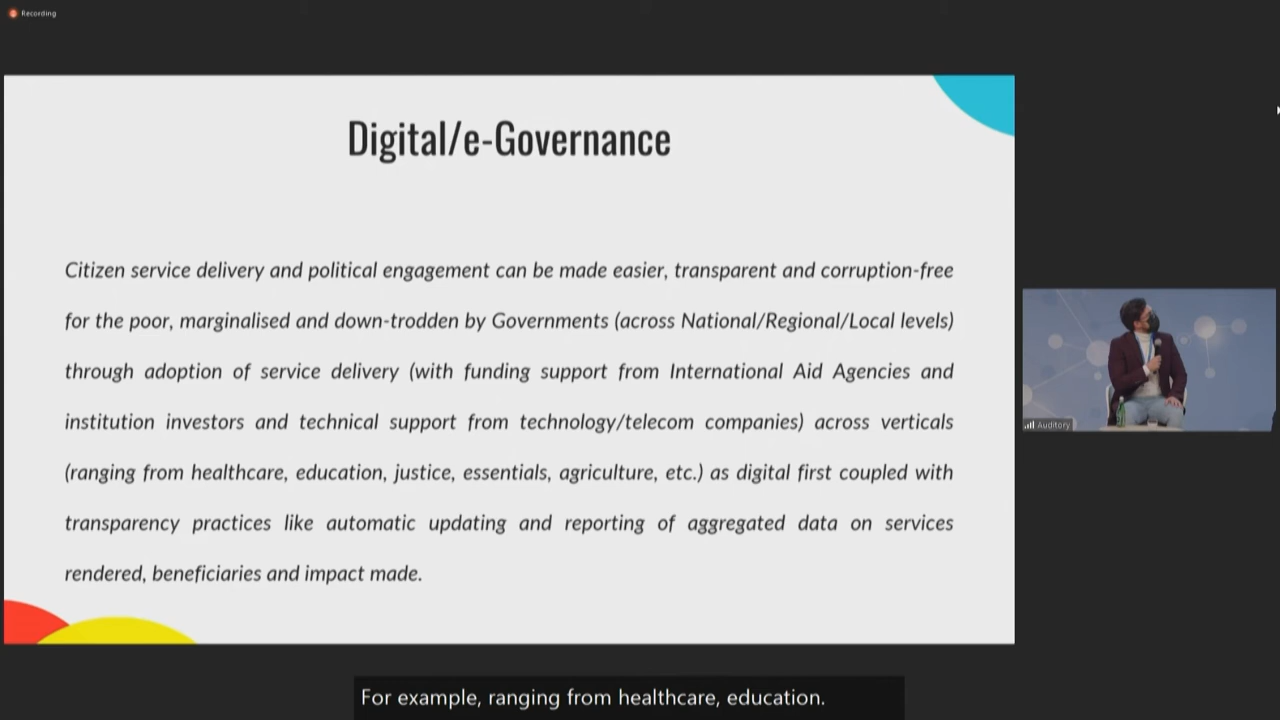 Recording
Digital/e-Governance
Citizen service delivery and political engagement can be made easier, transparent and corruption-free
for the poor, marginalised and down-trodden by Governments (across National/Regional/Local levels)
through adoption of service delivery (with funding support from International Aid Agencies and
institution investors and technical support from technology/telecom companies) across verticals
(ranging from healthcare, education, justice, essentials, agriculture, etc.) as digital first coupled with
transparency practices like automatic updating and reporting of aggregated data on services
rendered, beneficiaries and impact made.
Auditory
For example, ranging from healthcare, education.